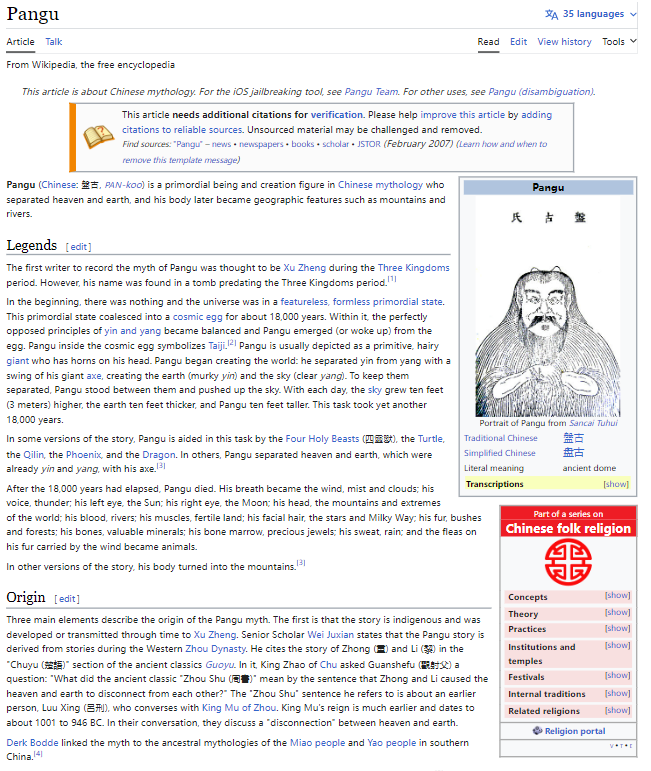 Pangu
35 languages
Article Talk
Read Edit View history Tools
From Wikipedia, the free encyclopedia
This article is about Chinese mythology. For the iOS jailbreaking tool, see Pangu Team. For other uses, see Pangu (disambiguation).
This article needs additional citations for verification. Please help improve this article by adding
citations to reliable sources. Unsourced material may be challenged and removed.
Find sources: "Pangu" – news • newspapers • books • scholar • JSTOR (February 2007) (Learn how and when to
remove this template message)
Pangu (Chinese: 盤古, PAN-koo) is a primordial being and creation figure in Chinese mythology who
separated heaven and earth, and his body later became geographic features such as mountains and
rivers.
Legends [ edit ]
The first writer to record the myth of Pangu was thought to be Xu Zheng during the Three Kingdoms
period. However, his name was found in a tomb predating the Three Kingdoms period.[1]
In the beginning, there was nothing and the universe was in a featureless, formless primordial state.
This primordial state coalesced into a cosmic egg for about 18,000 years. Within it, the perfectly
opposed principles of yin and yang became balanced and Pangu emerged (or woke up) from the
egg. Pangu inside the cosmic egg symbolizes Taiji.[2] Pangu is usually depicted as a primitive, hairy
giant who has horns on his head. Pangu began creating the world: he separated yin from yang with a
swing of his giant axe, creating the earth (murky yin) and the sky (clear yang). To keep them
separated, Pangu stood between them and pushed up the sky. With each day, the sky grew ten feet
(3 meters) higher, the earth ten feet thicker, and Pangu ten feet taller. This task took yet another
18,000 years.
In some versions of the story, Pangu is aided in this task by the Four Holy Beasts (四靈獸), the Turtle,
the Qilin, the Phoenix, and the Dragon. In others, Pangu separated heaven and earth, which were
already yin and yang, with his axe.[3]
After the 18,000 years had elapsed, Pangu died. His breath became the wind, mist and clouds; his
voice, thunder; his left eye, the Sun; his right eye, the Moon; his head, the mountains and extremes
of the world; his blood, rivers; his muscles, fertile land; his facial hair, the stars and Milky Way; his fur, bushes
and forests; his bones, valuable minerals; his bone marrow, precious jewels; his sweat, rain; and the fleas on
his fur carried by the wind became animals.
In other versions of the story, his body turned into the mountains.[3]
Origin [ edit ]
Three main elements describe the origin of the Pangu myth. The first is that the story is indigenous and was
developed or transmitted through time to Xu Zheng. Senior Scholar Wei Juxian states that the Pangu story is
derived from stories during the Western Zhou Dynasty. He cites the story of Zhong (重) and Li (黎) in the
"Chuyu (楚語)" section of the ancient classics Guoyu. In it, King Zhao of Chu asked Guanshefu (觀射父) a
question: "What did the ancient classic "Zhou Shu (周書)" mean by the sentence that Zhong and Li caused the
heaven and earth to disconnect from each other?" The "Zhou Shu" sentence he refers to is about an earlier
person, Luu Xing (呂刑), who converses with King Mu of Zhou. King Mu's reign is much earlier and dates to
about 1001 to 946 BC. In their conversation, they discuss a "disconnection" between heaven and earth.
Derk Bodde linked the myth to the ancestral mythologies of the Miao people and Yao people in southern
China.[4]
Pangu
氏 古 盤
Portrait of Pangu from Sancai Tuhui
Traditional Chinese 盤古
Simplified Chinese 盘古
Literal meaning ancient dome
Transcriptions [show]
Part of a series on
Chinese folk religion
Concepts [show]
Theory [show]
Practices [show]
Institutions and [show]
temples
Festivals [show]
Internal traditions [show]
Related religions [show]
Religion portal
V • T • E